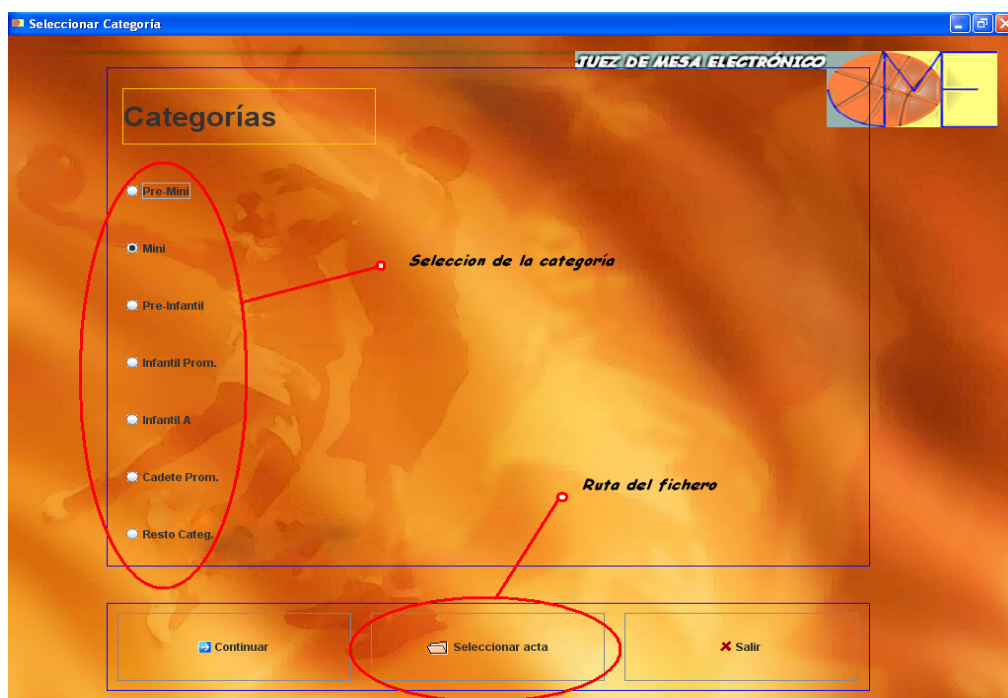 Seleccionar Categoría
JUEZ DE MESA ELECTRÓNICO
Categorías
Pre-Mini
Mini
Seleccion de la categoría
Pre-Infantil
Infantil Prom.
Infantil A
Cadete Prom.
Ruta del fichero
Resto Categ.
Continuar
Seleccionar acta
Salir